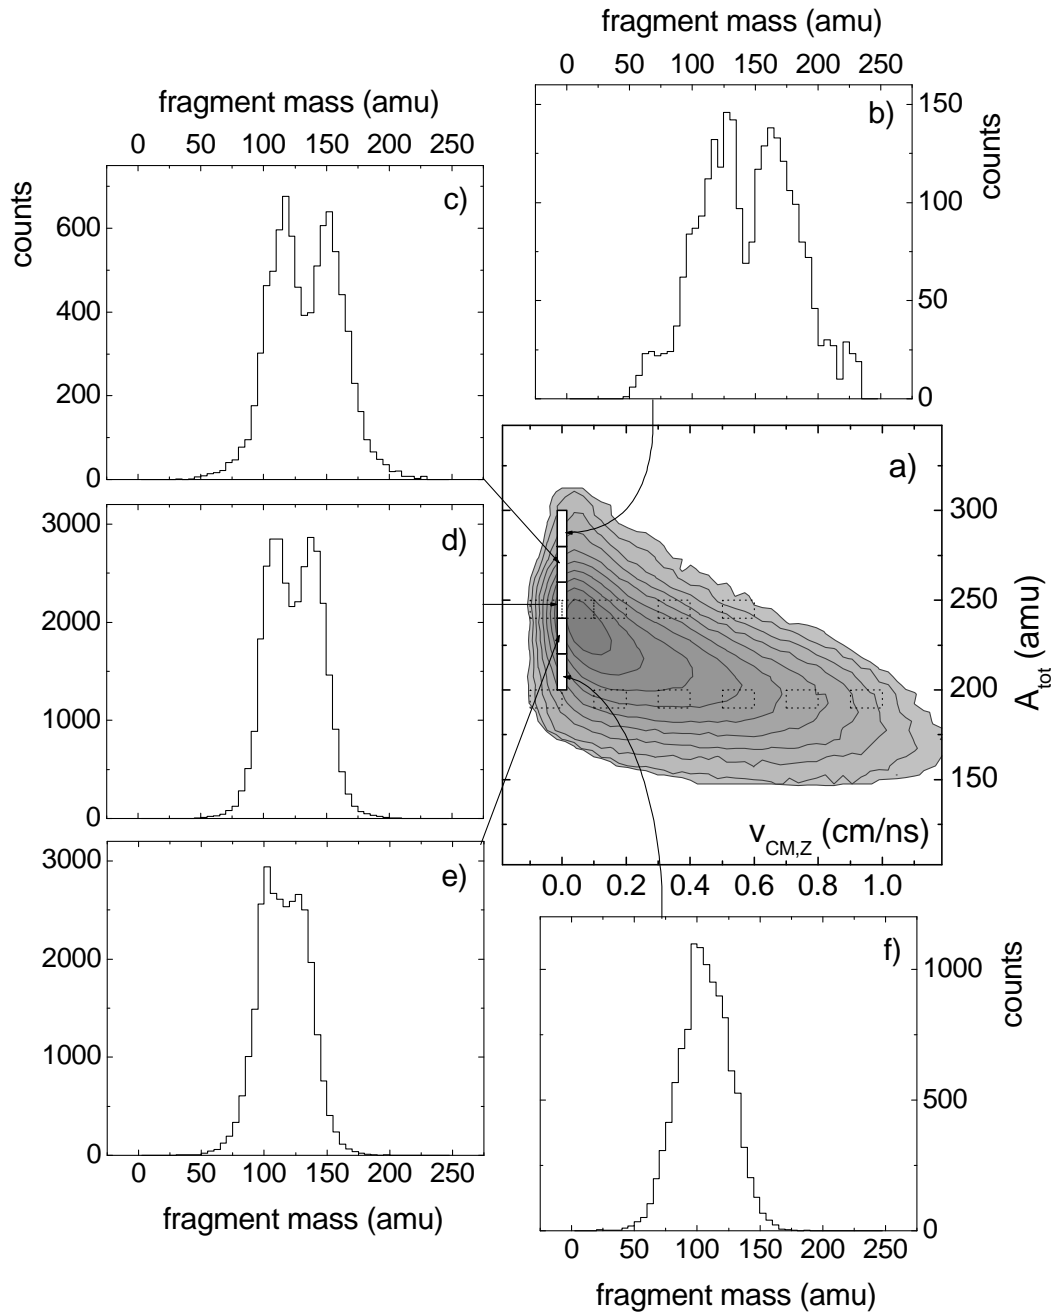 fragment mass (amu)
0 50 100 150 200 250
b)
150
100
50
0
counts
fragment mass (amu)
0 50 100 150 200 250
c)
counts
600
400
200
0
a)
300
250
200
150
A_tot (amu)
v_CM,Z (cm/ns)
0.0 0.2 0.4 0.6 0.8 1.0
d)
3000
2000
1000
0
e)
3000
2000
1000
0
0 50 100 150 200 250
fragment mass (amu)
f)
1000
500
0
counts
0 50 100 150 200 250
fragment mass (amu)